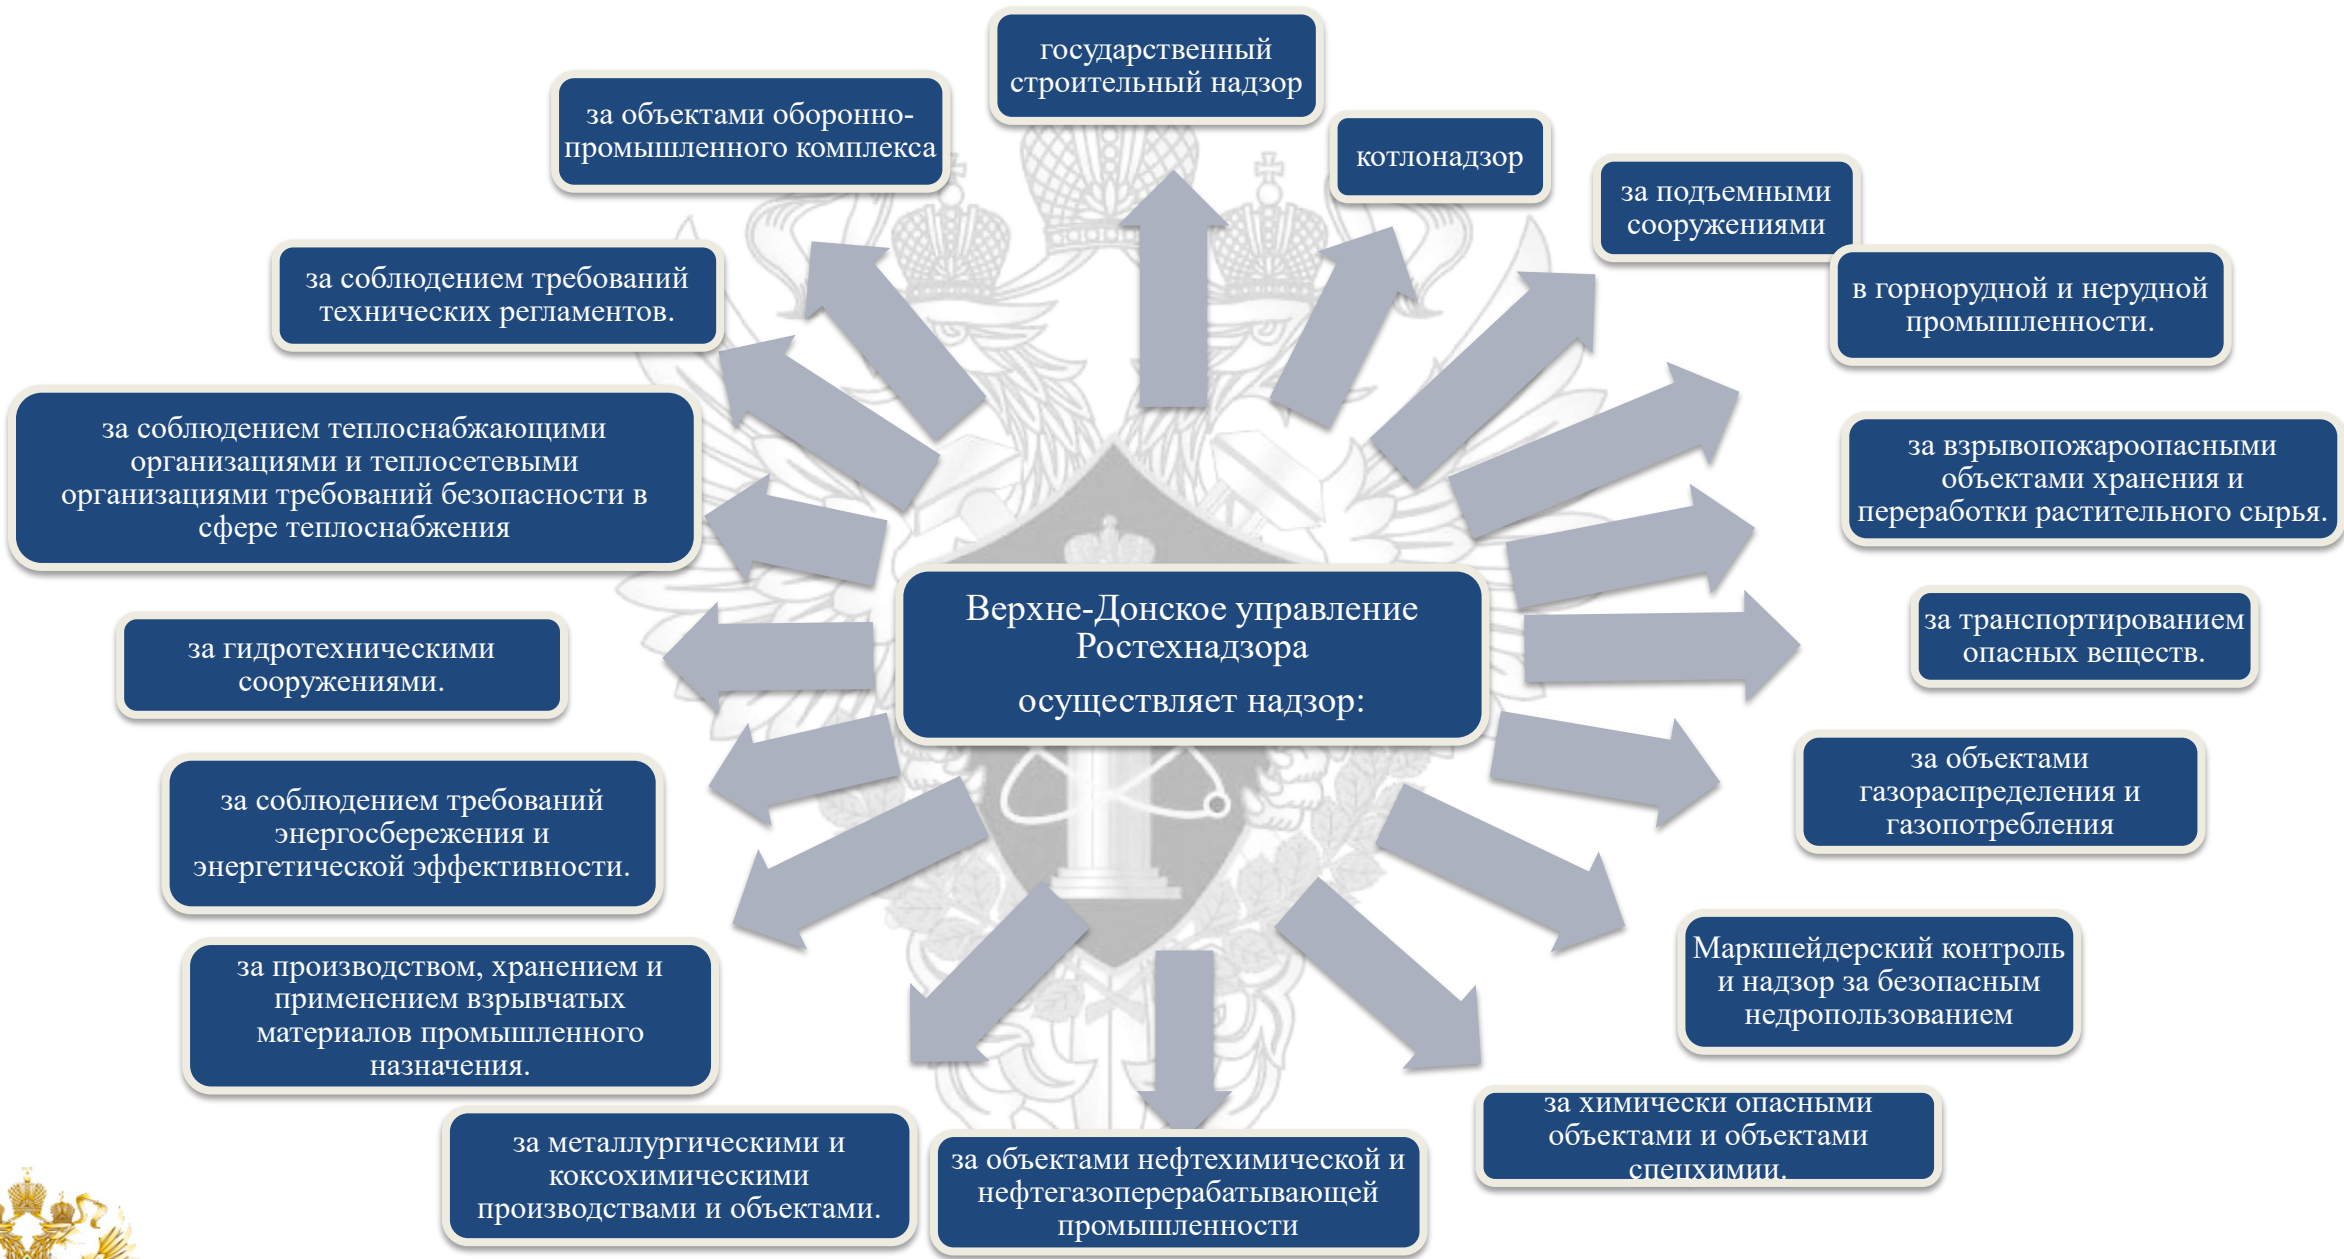 государственный
строительный надзор
котлонадзор
за подъемными
сооружениями
в горнорудной и нерудной
промышленности.
за взрывопожароопасными
объектами хранения и
переработки растительного сырья.
за транспортированием
опасных веществ.
за объектами
газораспределения и
газопотребления
Маркшейдерский контроль
и надзор за безопасным
недропользованием
за химически опасными
объектами и объектами
спецхимии.
за объектами нефтехимической и
нефтегазоперерабатывающей
промышленности
за металлургическими и
коксохимическими
производствами и объектами.
за производством, хранением и
применением взрывчатых
материалов промышленного
назначения.
за соблюдением требований
энергосбережения и
энергетической эффективности.
за гидротехническими
сооружениями.
за соблюдением теплоснабжающими
организациями и теплосетевыми
организациями требований безопасности в
сфере теплоснабжения
за соблюдением требований
технических регламентов.
за объектами оборонно-
промышленного комплекса
Верхне-Донское управление
Ростехнадзора
осуществляет надзор: